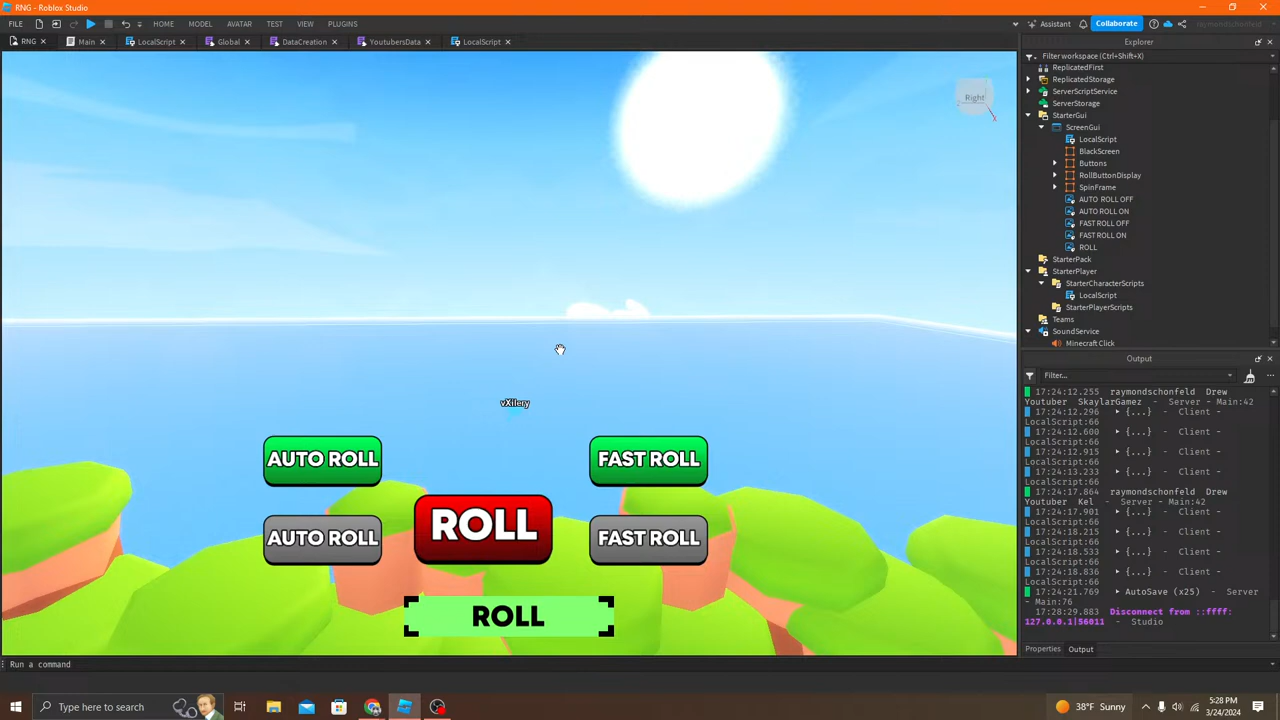 RNG - Roblox Studio
FILE
HOME
MODEL
AVATAR
TEST
VIEW
PLUGINS
Assistant
Collaborate
raymondschonfeld
RNG
Main
LocalScript
Global
DataCreation
YoutubersData
LocalScript
Right
X
vXilery
AUTO ROLL
FAST ROLL
ROLL
AUTO ROLL
FAST ROLL
ROLL
Explorer
Filter workspace (Ctrl+Shift+X)
ReplicatedFirst
ReplicatedStorage
ServerScriptService
ServerStorage
StarterGui
ScreenGui
LocalScript
BlackScreen
Buttons
RollButtonDisplay
SpinFrame
AUTO ROLL OFF
AUTO ROLL ON
FAST ROLL OFF
FAST ROLL ON
ROLL
StarterPack
StarterPlayer
StarterCharacterScripts
LocalScript
StarterPlayerScripts
Teams
SoundService
Minecraft Click
Output
Filter...
17:24:12.255 raymondschonfeld Drew
Youtuber SkaylarGamez - Server - Main:42
17:24:12.296 {...} - Client -
LocalScript:66
17:24:12.600 {...} - Client -
LocalScript:66
17:24:12.915 {...} - Client -
LocalScript:66
17:24:13.233 {...} - Client -
LocalScript:66
17:24:17.864 raymondschonfeld Drew
Youtuber Kel - Server - Main:42
17:24:17.901 {...} - Client -
LocalScript:66
17:24:18.215 {...} - Client -
LocalScript:66
17:24:18.533 {...} - Client -
LocalScript:66
17:24:18.836 {...} - Client -
LocalScript:66
17:24:21.769 AutoSave (x25) - Server
- Main:76
17:28:29.883 Disconnect from ::ffff:
127.0.0.1|56011 - Studio
Properties
Output
Run a command
Type here to search
38°F Sunny
5:28 PM
3/24/2024